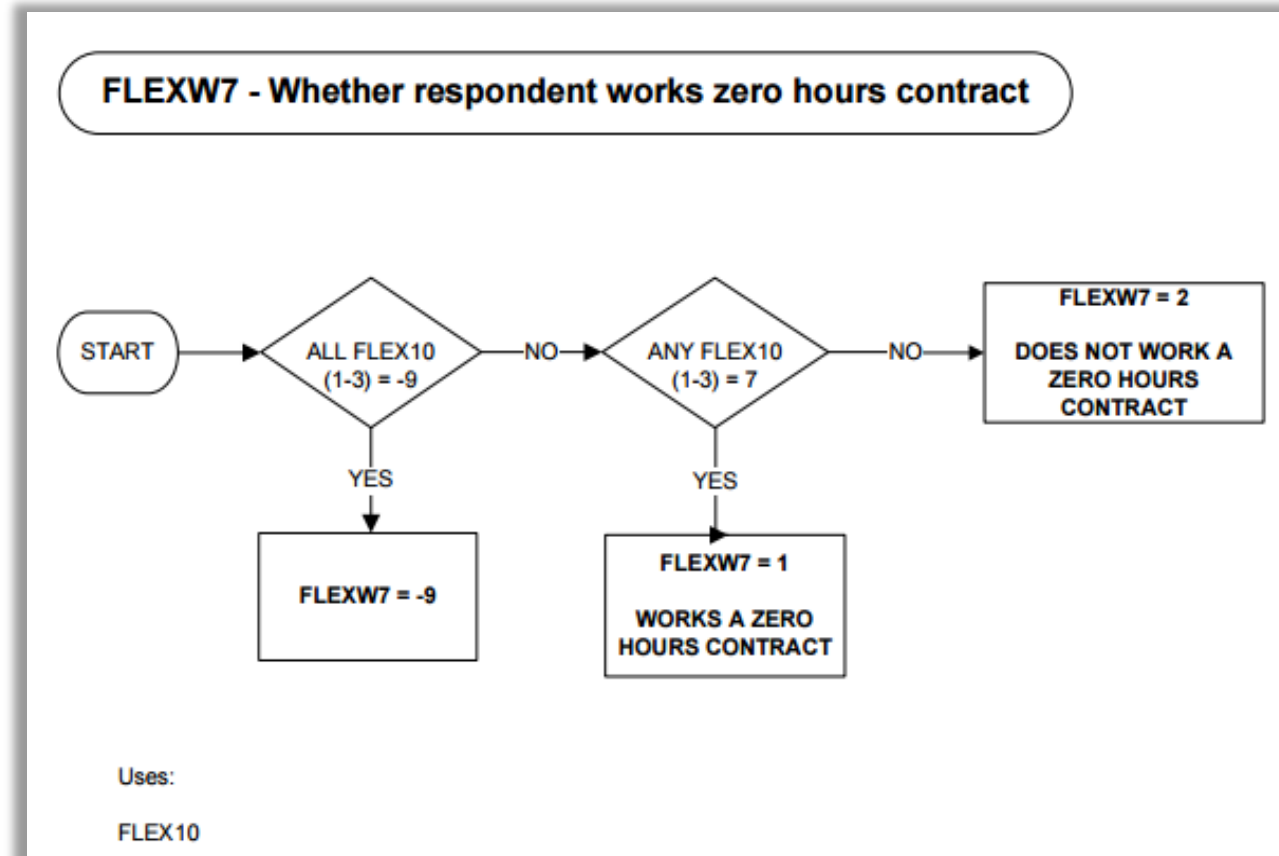 FLEXW7 - Whether respondent works zero hours contract
START
ALL FLEX10
(1-3) = -9
NO
ANY FLEX10
(1-3) = 7
NO
FLEXW7 = 2
DOES NOT WORK A
ZERO HOURS
CONTRACT
YES
YES
FLEXW7 = -9
FLEXW7 = 1
WORKS A ZERO
HOURS CONTRACT
Uses:
FLEX10